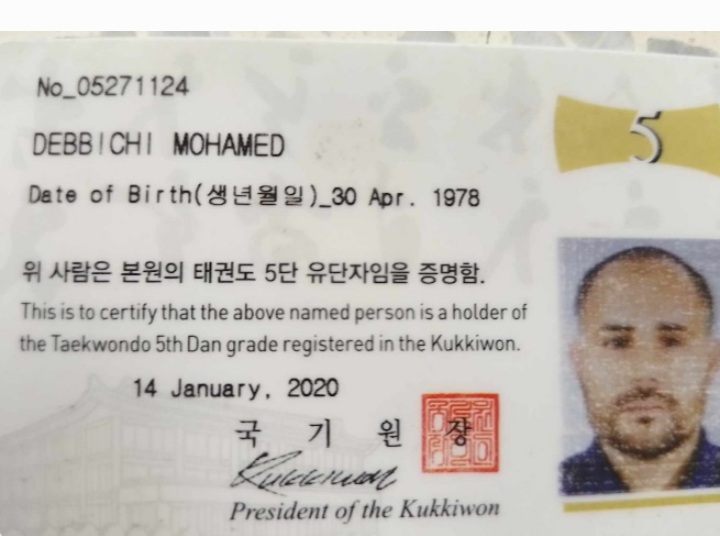 No_05271124
5
DEBBICHI MOHAMED
Date of Birth(생년월일)_30 Apr. 1978
위 사람은 본원의 태권도 5단 유단자임을 증명함.
This is to certify that the above named person is a holder of
the Taekwondo 5th Dan grade registered in the Kukkiwon.
14 January, 2020
국 기 원 장
Kukkiwon
President of the Kukkiwon